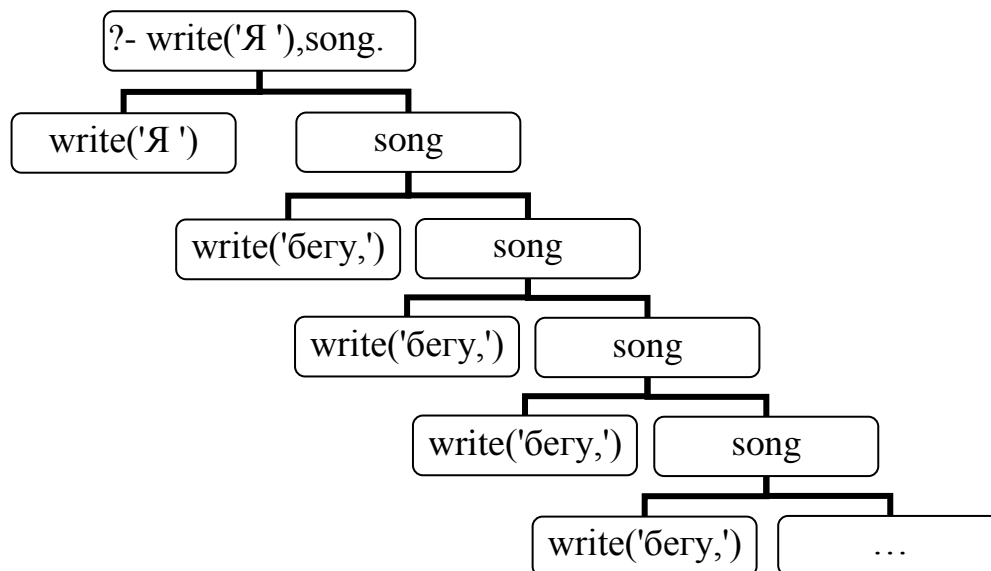 ?- write('Я '),song.
write('Я ')
song
write('бегу,')
song
write('бегу,')
song
write('бегу,')
song
write('бегу,')
…